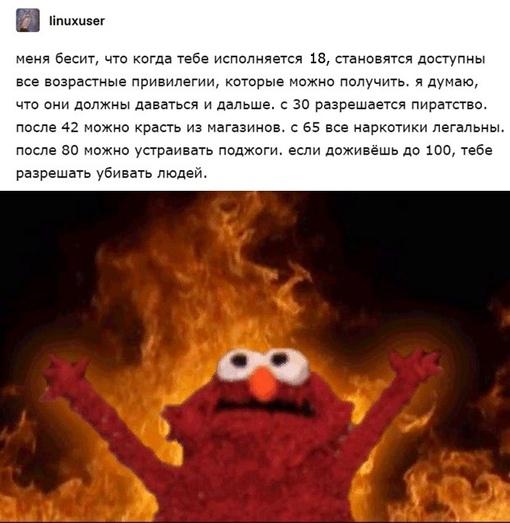 linuxuser
меня бесит, что когда тебе исполняется 18, становятся доступны
все возрастные привилегии, которые можно получить. я думаю,
что они должны даваться и дальше. с 30 разрешается пиратство.
после 42 можно красть из магазинов. с 65 все наркотики легальны.
после 80 можно устраивать поджоги. если доживёшь до 100, тебе
разрешать убивать людей.